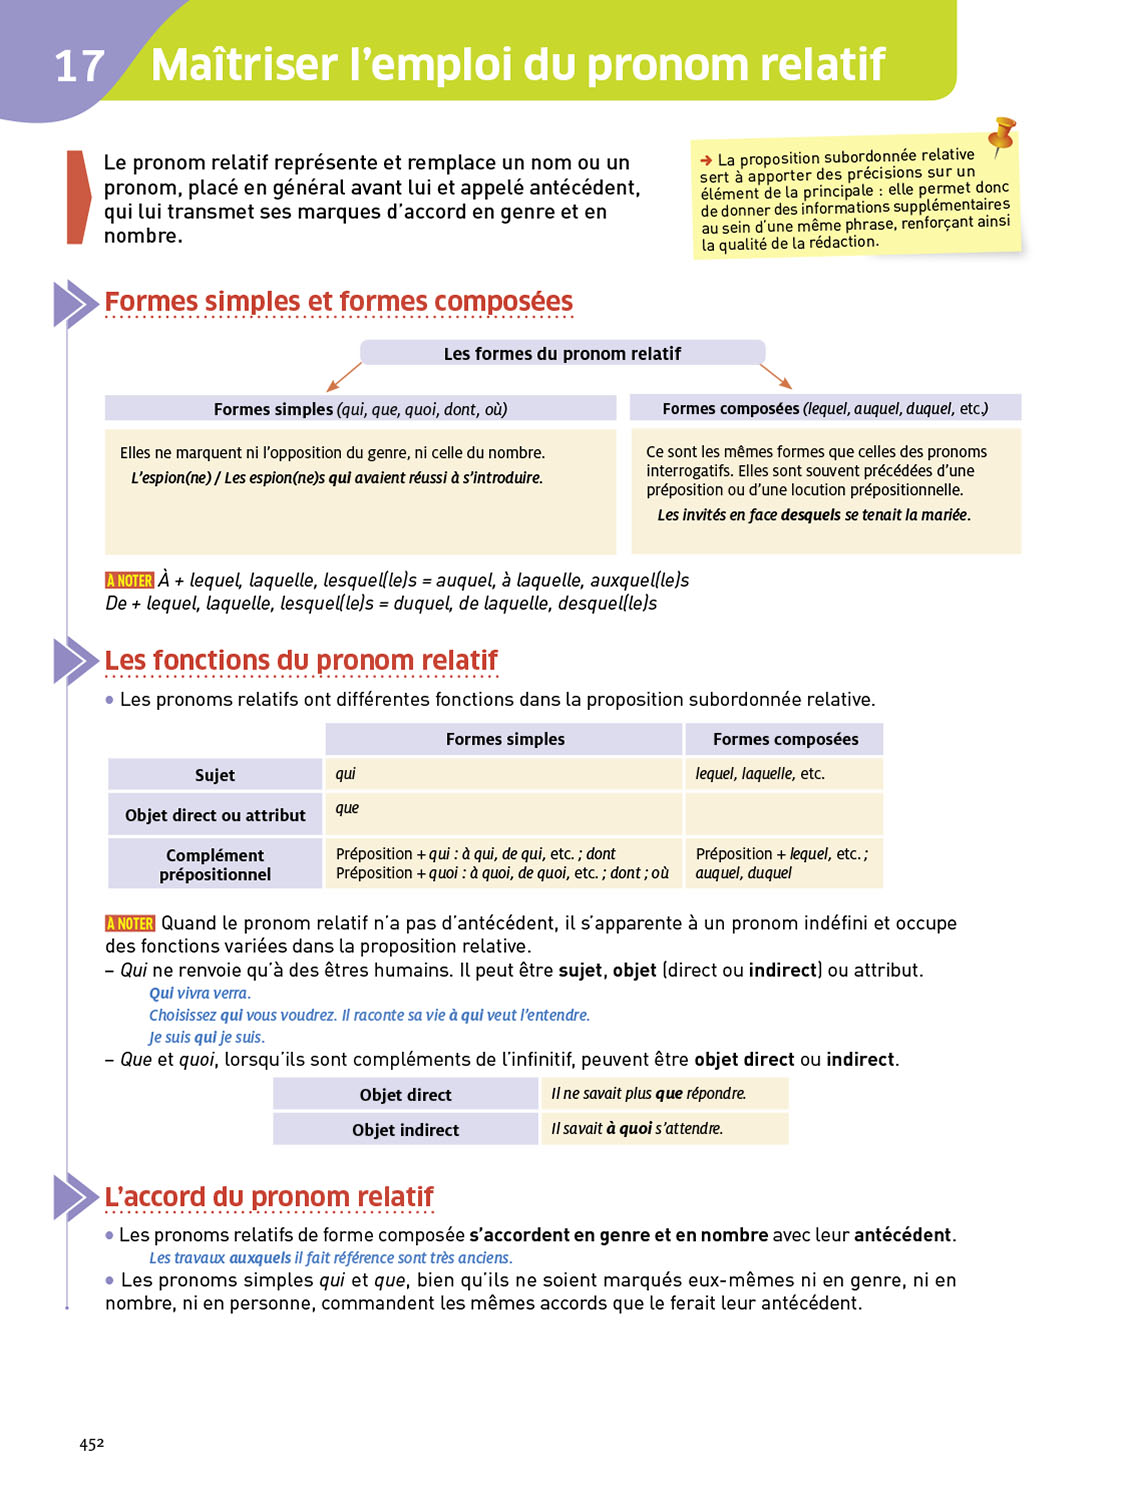 17 Maîtriser l’emploi du pronom relatif
Le pronom relatif représente et remplace un nom ou un
pronom, placé en général avant lui et appelé antécédent,
qui lui transmet ses marques d’accord en genre et en
nombre.
→ La proposition subordonnée relative
sert à apporter des précisions sur un
élément de la principale : elle permet donc
de donner des informations supplémentaires
au sein d’une même phrase, renforçant ainsi
la qualité de la rédaction.
Formes simples et formes composées
Les formes du pronom relatif
Formes simples (qui, que, quoi, dont, où)
Elles ne marquent ni l’opposition du genre, ni celle du nombre.
L’espion(ne) / Les espion(ne)s qui avaient réussi à s’introduire.
Formes composées (lequel, auquel, duquel, etc.)
Ce sont les mêmes formes que celles des pronoms
interrogatifs. Elles sont souvent précédées d’une
préposition ou d’une locution prépositionnelle.
Les invités en face desquels se tenait la mariée.
À NOTER À + lequel, laquelle, lesquel(le)s = auquel, à laquelle, auxquel(le)s
De + lequel, laquelle, lesquel(le)s = duquel, de laquelle, desquel(le)s
Les fonctions du pronom relatif
• Les pronoms relatifs ont différentes fonctions dans la proposition subordonnée relative.
Formes simples Formes composées
Sujet qui lequel, laquelle, etc.
Objet direct ou attribut que
Complément
prépositionnel
Préposition + qui : à qui, de qui, etc. ; dont
Préposition + quoi : à quoi, de quoi, etc. ; dont ; où
Préposition + lequel, etc. ;
auquel, duquel
À NOTER Quand le pronom relatif n’a pas d’antécédent, il s’apparente à un pronom indéfini et occupe
des fonctions variées dans la proposition relative.
– Qui ne renvoie qu’à des êtres humains. Il peut être sujet, objet (direct ou indirect) ou attribut.
Qui vivra verra.
Choisissez qui vous voudrez. Il raconte sa vie à qui veut l’entendre.
Je suis qui je suis.
– Que et quoi, lorsqu’ils sont compléments de l’infinitif, peuvent être objet direct ou indirect.
Objet direct Il ne savait plus que répondre.
Objet indirect Il savait à quoi s’attendre.
L’accord du pronom relatif
• Les pronoms relatifs de forme composée s’accordent en genre et en nombre avec leur antécédent.
Les travaux auxquels il fait référence sont très anciens.
• Les pronoms simples qui et que, bien qu’ils ne soient marqués eux-mêmes ni en genre, ni en
nombre, ni en personne, commandent les mêmes accords que le ferait leur antécédent.
452